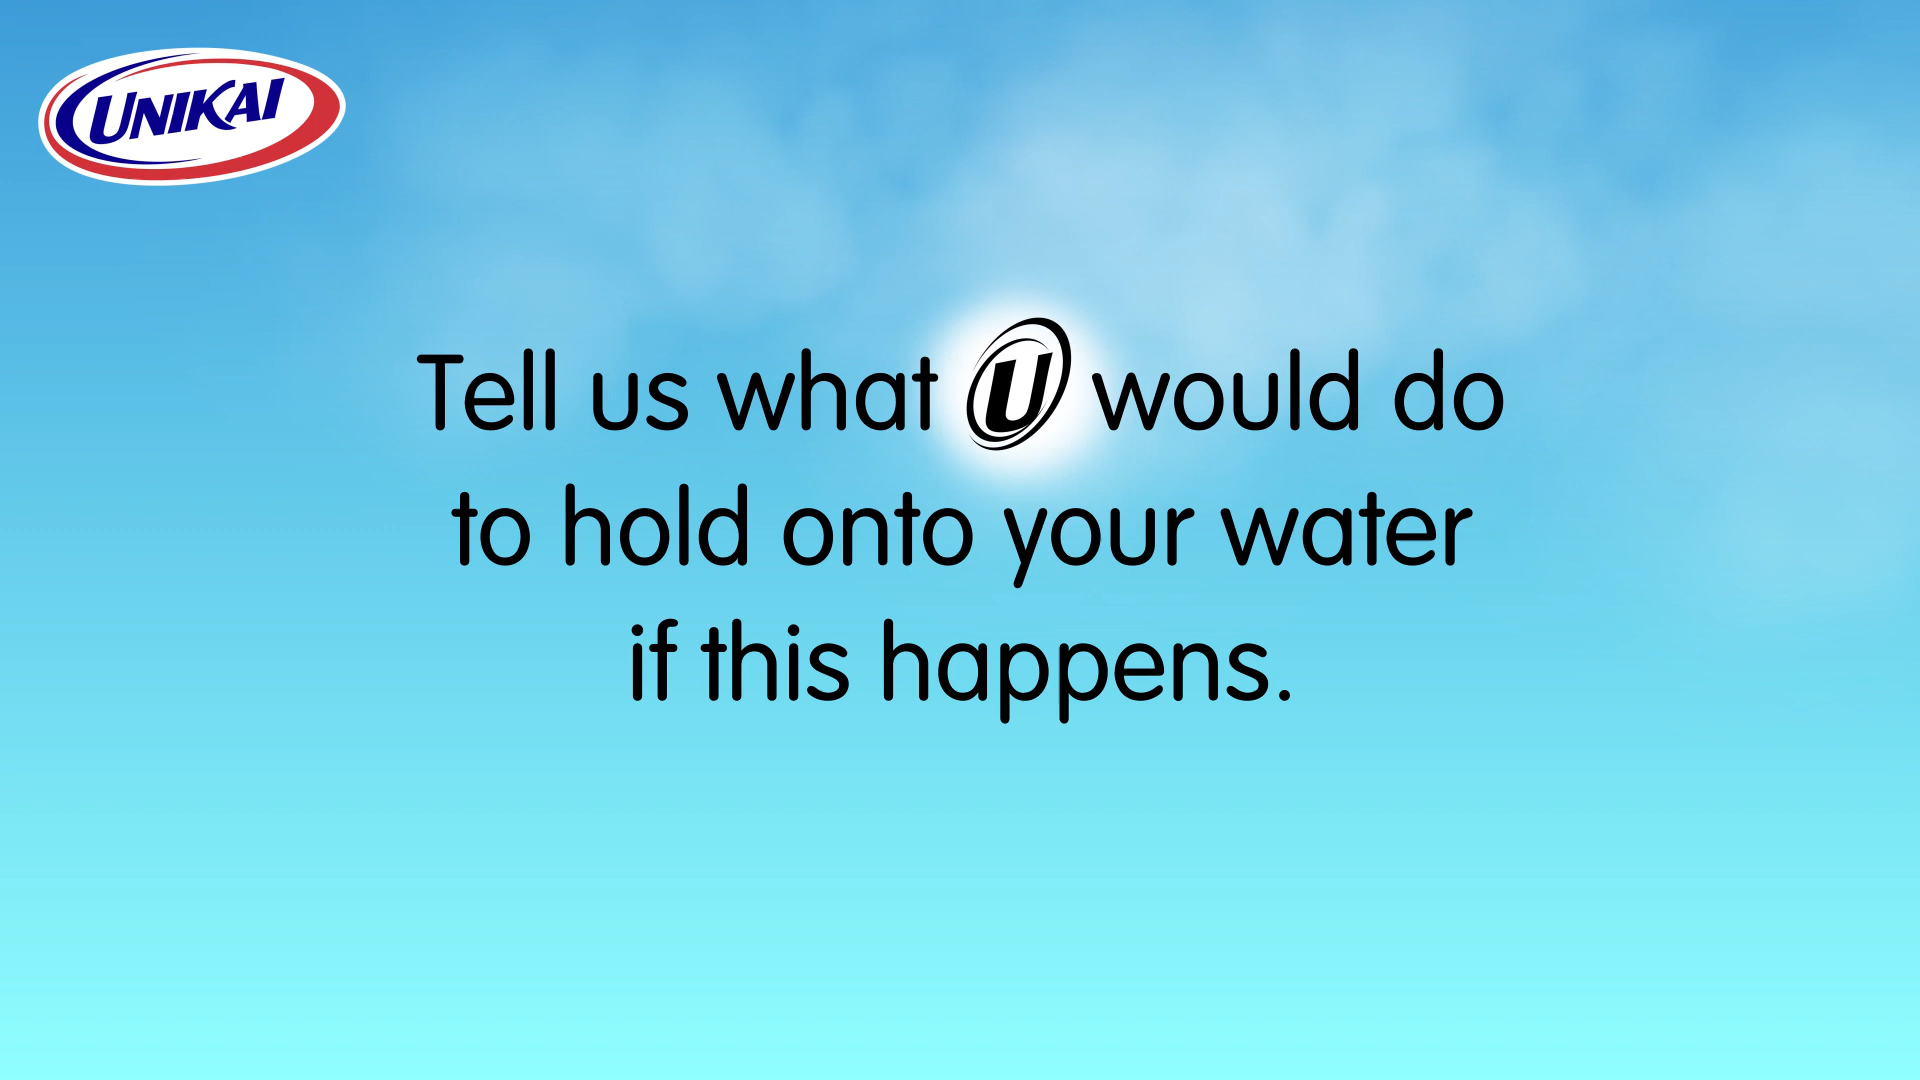 UNIKAI
Tell us what U would do
to hold onto your water
if this happens.